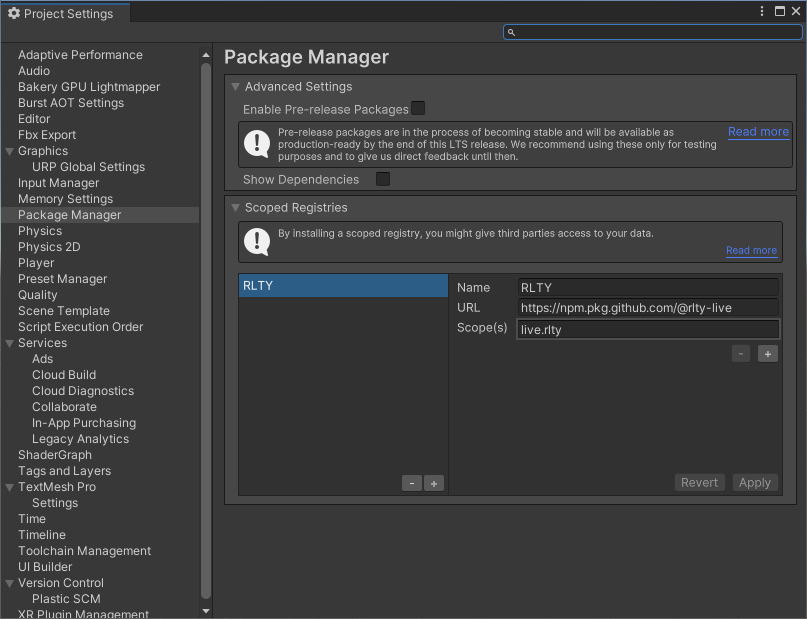 Project Settings
Adaptive Performance
Audio
Bakery GPU Lightmapper
Burst AOT Settings
Editor
Fbx Export
Graphics
URP Global Settings
Input Manager
Memory Settings
Package Manager
Physics
Physics 2D
Player
Preset Manager
Quality
Scene Template
Script Execution Order
Services
Ads
Cloud Build
Cloud Diagnostics
Collaborate
In-App Purchasing
Legacy Analytics
ShaderGraph
Tags and Layers
TextMesh Pro
Settings
Time
Timeline
Toolchain Management
UI Builder
Version Control
Plastic SCM
XR Plugin Management
Package Manager
Advanced Settings
Enable Pre-release Packages
Pre-release packages are in the process of becoming stable and will be available as
production-ready by the end of this LTS release. We recommend using these only for testing
purposes and to give us direct feedback until then.
Read more
Show Dependencies
Scoped Registries
By installing a scoped registry, you might give third parties access to your data.
Read more
RLTY
Name RLTY
URL https://npm.pkg.github.com/@rlty-live
Scope(s) live.rlty
- +
- +
Revert Apply